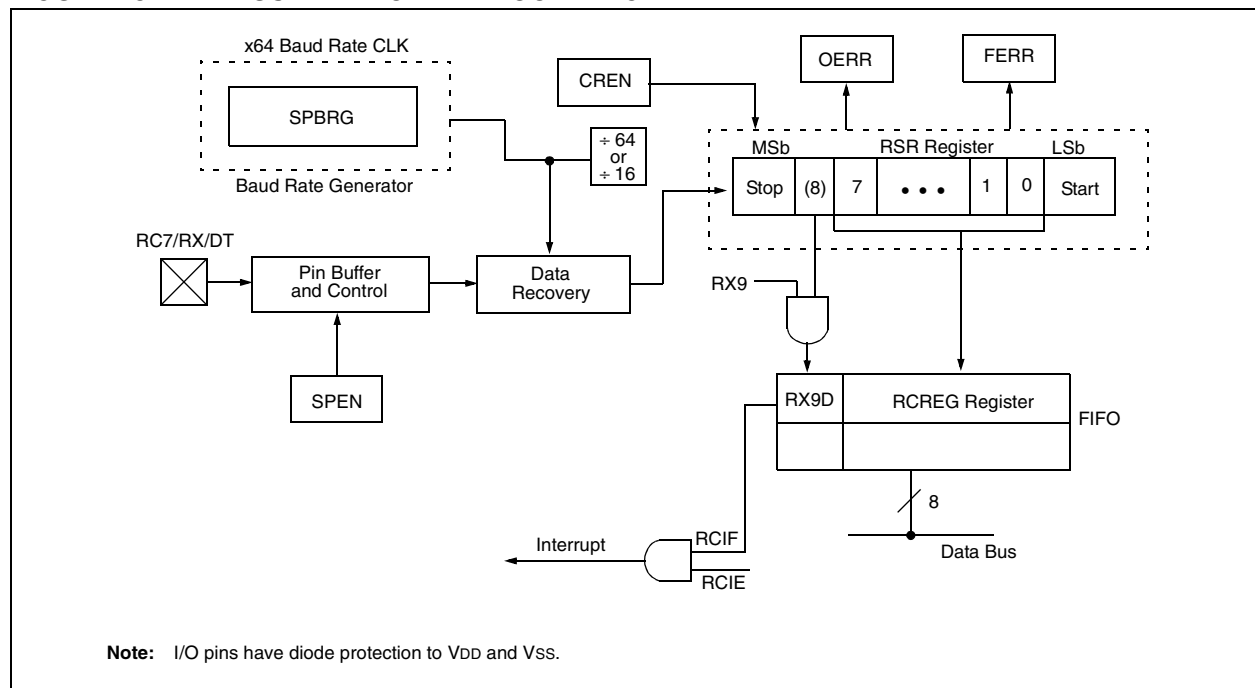 x64 Baud Rate CLK
SPBRG
Baud Rate Generator
CREN
OERR
FERR
÷ 64
or
÷ 16
MSb
RSR Register
LSb
Stop
(8)
7
• • •
1
0
Start
RC7/RX/DT
Pin Buffer
and Control
Data
Recovery
SPEN
RX9
RX9D
RCREG Register
FIFO
8
Data Bus
Interrupt
RCIF
RCIE
Note: I/O pins have diode protection to VDD and VSS.